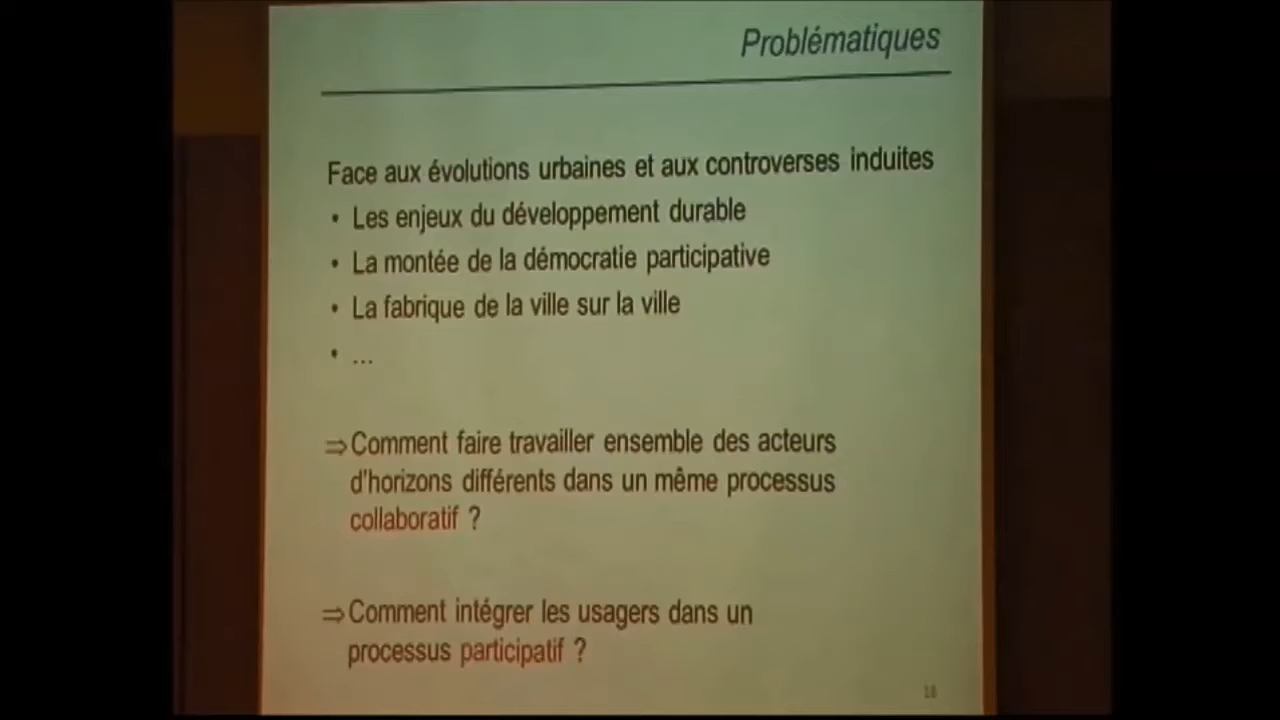 Problématiques
Face aux évolutions urbaines et aux controverses induites
• Les enjeux du développement durable
• La montée de la démocratie participative
• La fabrique de la ville sur la ville
• ...
⇒ Comment faire travailler ensemble des acteurs
d'horizons différents dans un même processus
collaboratif ?
⇒ Comment intégrer les usagers dans un
processus participatif ?